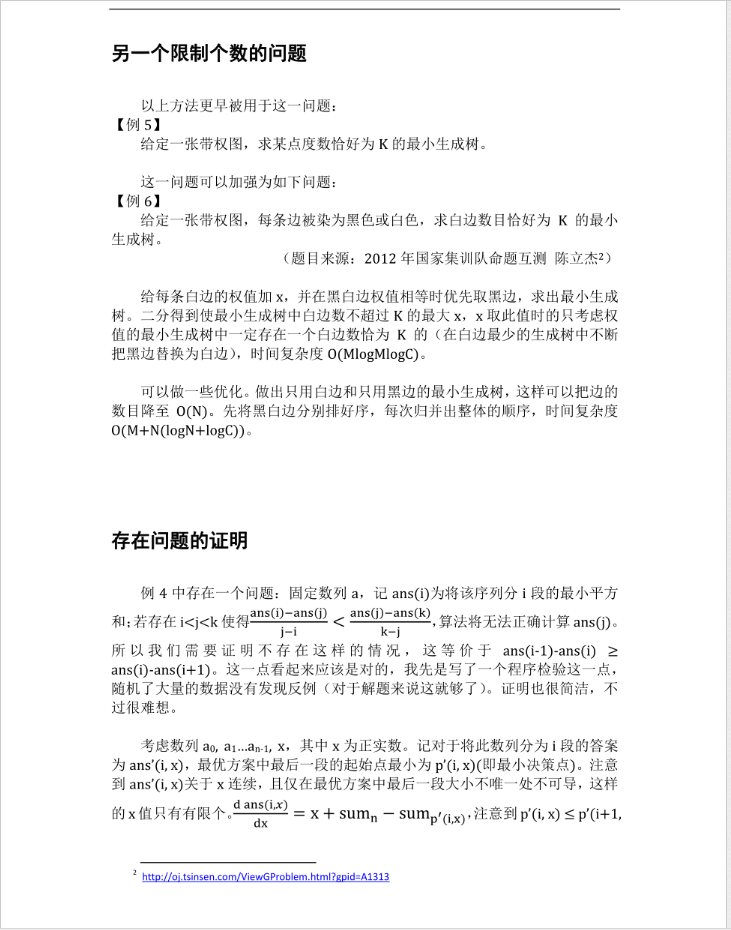 另一个限制个数的问题
以上方法更早被用于这一问题：
【例 5】
给定一张带权图，求某点度数恰好为 K 的最小生成树。
这一问题可以加强为如下问题：
【例 6】
给定一张带权图，每条边被染为黑色或白色，求白边数目恰好为 K 的最小
生成树。
（题目来源：2012 年国家集训队命题互测 陈立杰²）
给每条白边的权值加 x，并在黑白边权值相等时优先取黑边，求出最小生成
树。二分得到使最小生成树中白边数不超过 K 的最大 x，x 取此值时的只考虑权
值的最小生成树中一定存在一个白边数恰为 K 的（在白边最少的生成树中不断
把黑边替换为白边），时间复杂度 O(MlogMlogC)。
可以做一些优化。做出只用白边和只用黑边的最小生成树，这样可以把边的
数目降至 O(N)。先将黑白边分别排好序，每次归并出整体的顺序，时间复杂度
O(M+N(logN+logC))。
存在问题的证明
例 4 中存在一个问题：固定数列 a，记 ans(i)为将该序列分 i 段的最小平方
和；若存在 i<j<k 使得 (ans(i)−ans(j))/(j−i) < (ans(j)−ans(k))/(k−j)，算法将无法正确计算 ans(j)。
所以我们需要证明不存在这样的情况，这等价于 ans(i-1)-ans(i) ≥
ans(i)-ans(i+1)。这一点看起来应该是对的，我先是写了一个程序检验这一点，
随机了大量的数据没有发现反例（对于解题来说这就够了）。证明也很简洁，不
过很难想。
考虑数列 a₀, a₁…aₙ₋₁, x，其中 x 为正实数。记对于将此数列分为 i 段的答案
为 ans’(i, x)，最优方案中最后一段的起始点最小为 p’(i, x)(即最小决策点)。注意
到 ans’(i, x)关于 x 连续，且仅在最优方案中最后一段大小不唯一处不可导，这样
的 x 值只有有限个。d ans(i,x)/dx = x + sumₙ − sum_p′(i,x)，注意到 p’(i, x) ≤ p’(i+1,
² http://oj.tsinsen.com/ViewGProblem.html?gpid=A1313